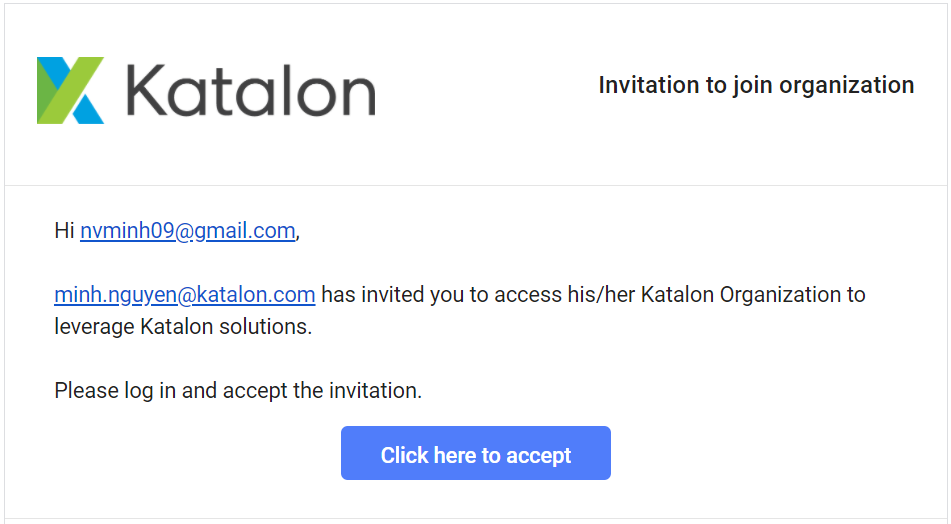 Katalon
Invitation to join organization
Hi nvminh09@gmail.com,
minh.nguyen@katalon.com has invited you to access his/her Katalon Organization to
leverage Katalon solutions.
Please log in and accept the invitation.
Click here to accept